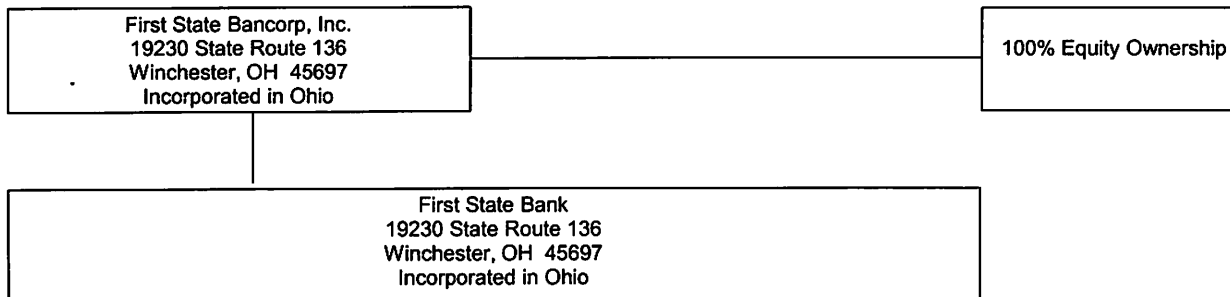 First State Bancorp, Inc.
19230 State Route 136
Winchester, OH 45697
Incorporated in Ohio
100% Equity Ownership
First State Bank
19230 State Route 136
Winchester, OH 45697
Incorporated in Ohio